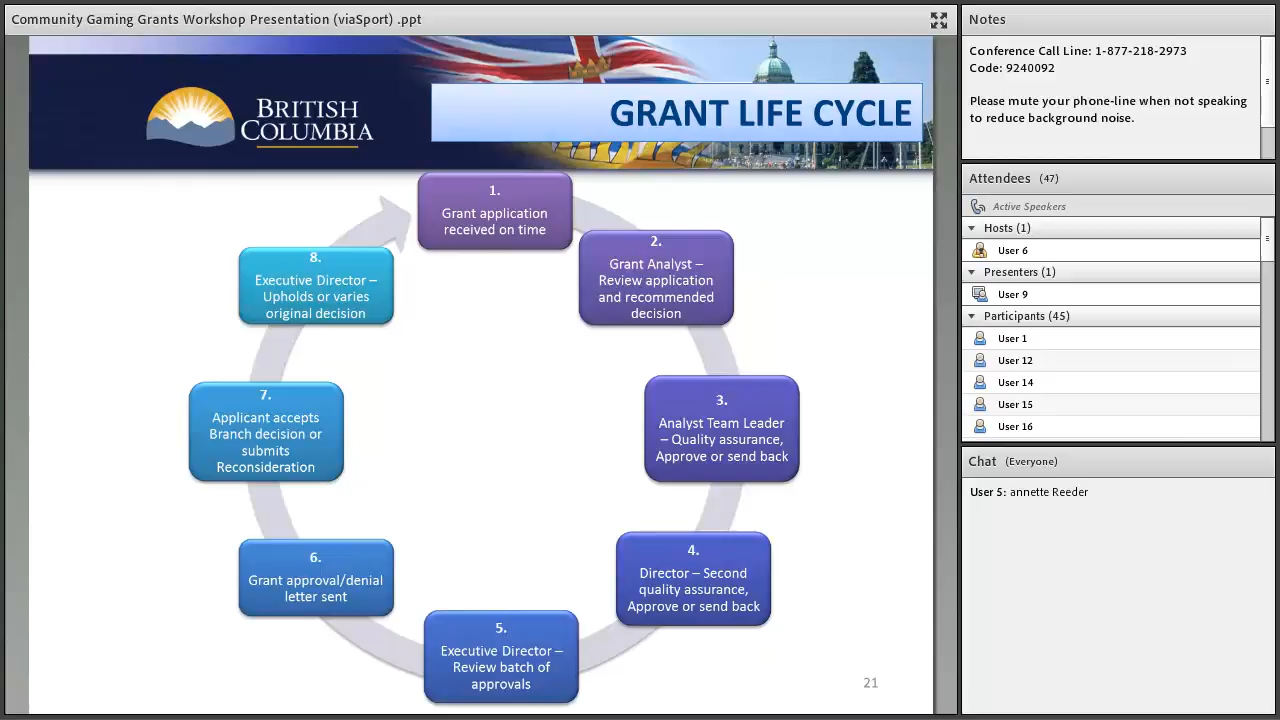 Community Gaming Grants Workshop Presentation (viaSport) .ppt
BRITISH
COLUMBIA
GRANT LIFE CYCLE
1.
Grant application
received on time
2.
Grant Analyst –
Review application
and recommended
decision
3.
Analyst Team Leader
– Quality assurance,
Approve or send back
4.
Director – Second
quality assurance,
Approve or send back
5.
Executive Director –
Review batch of
approvals
6.
Grant approval/denial
letter sent
7.
Applicant accepts
Branch decision or
submits
Reconsideration
8.
Executive Director –
Upholds or varies
original decision
21
Notes
Conference Call Line: 1-877-218-2973
Code: 9240092
Please mute your phone-line when not speaking
to reduce background noise.
Attendees (47)
Active Speakers
Hosts (1)
User 6
Presenters (1)
User 9
Participants (45)
User 1
User 12
User 14
User 15
User 16
Chat (Everyone)
User 5: annette Reeder